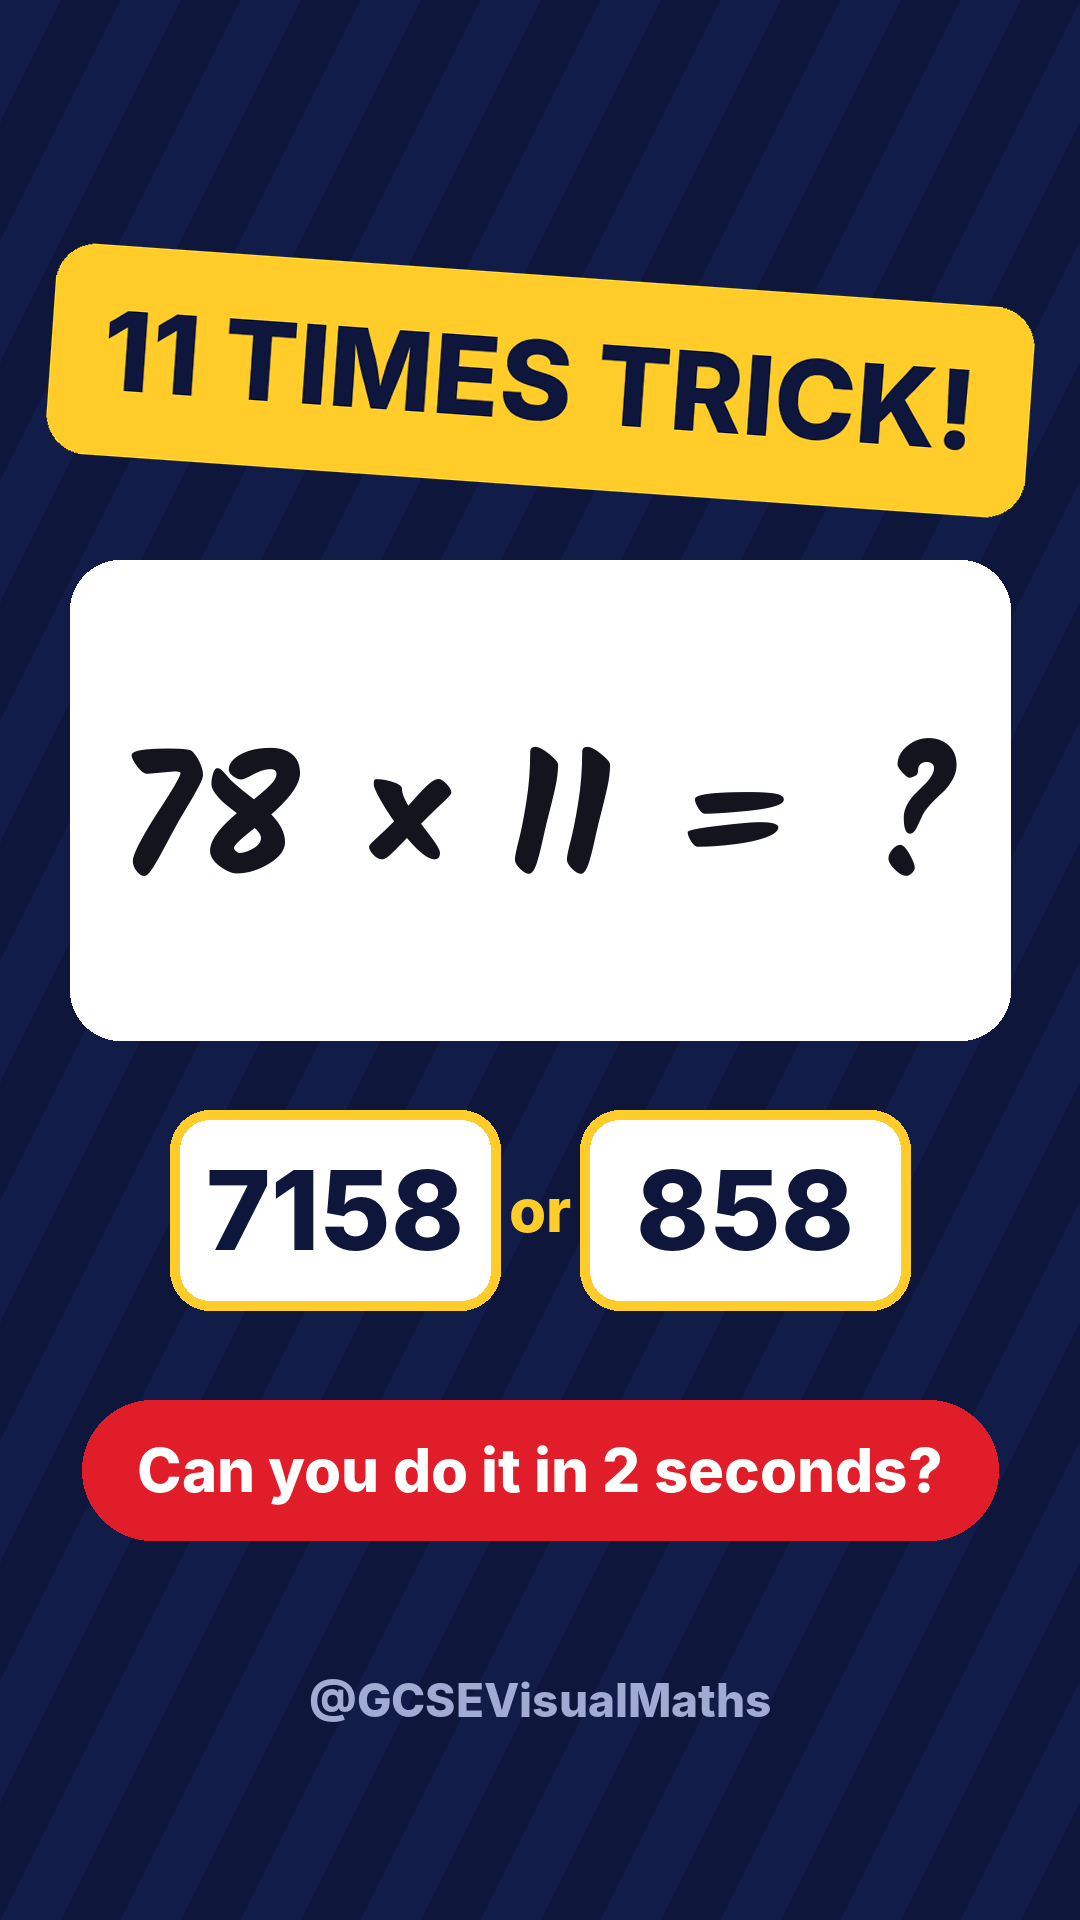 11 TIMES TRICK!
78 × 11 = ?
7158 or 858
Can you do it in 2 seconds?
@GCSEVisualMaths